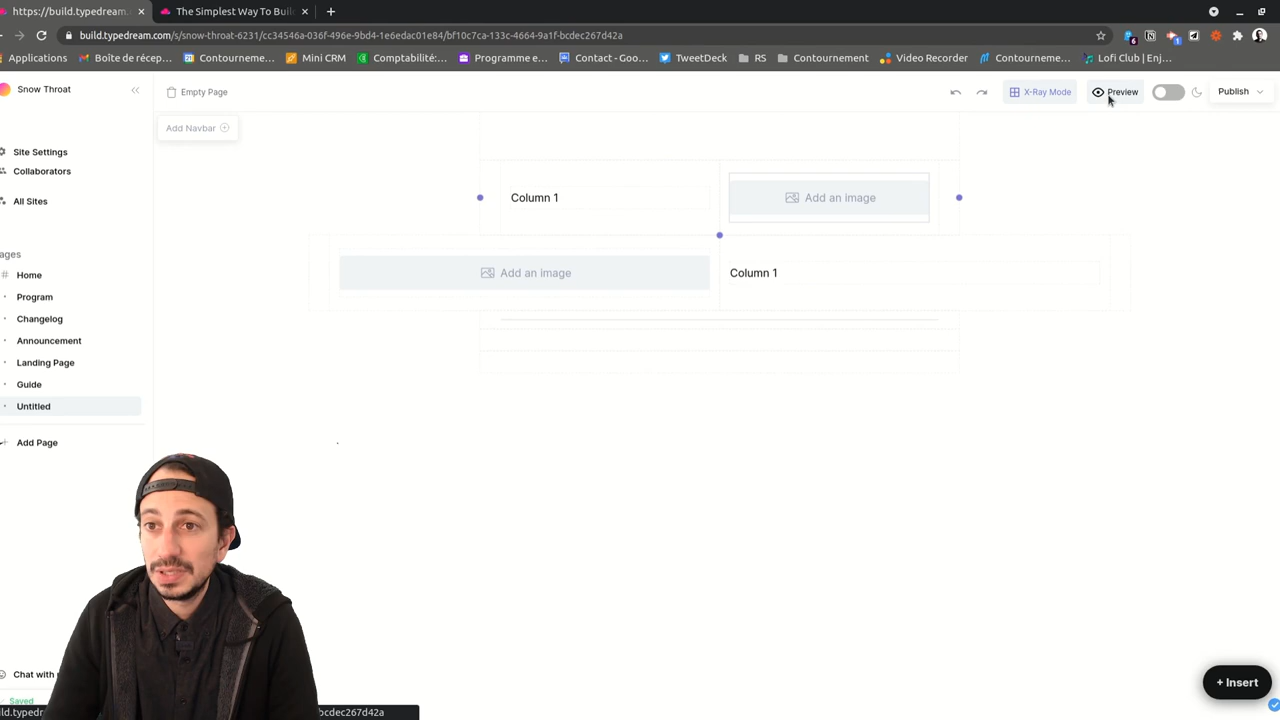 https://build.typedream.com/
The Simplest Way To Buil
build.typedream.com/s/snow-throat-6231/cc34546a-036f-496e-9bd4-1e6edac01e84/bf10c7ca-133c-4664-9a1f-bcdec267d42a
Applications
Boîte de récep…
Contourneme…
Mini CRM
Comptabilité:…
Programme e…
Contact - Goo…
TweetDeck
RS
Contournement
Video Recorder
Contourneme…
Lofi Club | Enj…
Snow Throat
Empty Page
X-Ray Mode
Preview
Publish
Add Navbar
Site Settings
Collaborators
All Sites
Column 1
Add an image
Add an image
Column 1
ages
Home
Program
Changelog
Announcement
Landing Page
Guide
Untitled
Add Page
Chat with
Saved
+ Insert
ild.typedr
bcdec267d42a